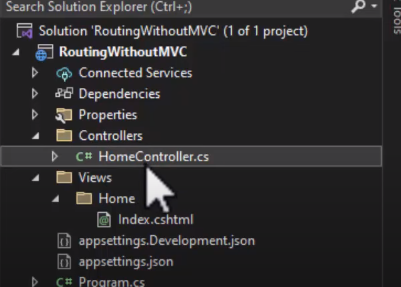 Search Solution Explorer (Ctrl+;)
Solution 'RoutingWithoutMVC' (1 of 1 project)
RoutingWithoutMVC
Connected Services
Dependencies
Properties
Controllers
C# HomeController.cs
Views
Home
@ Index.cshtml
appsettings.Development.json
appsettings.json
C# Program.cs
Tools